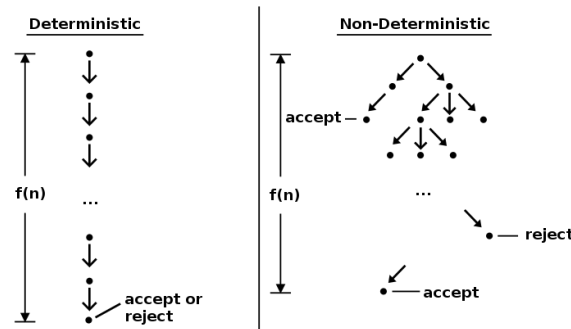 Deterministic
f(n)
...
accept or
reject
Non-Deterministic
accept
f(n)
...
reject
accept